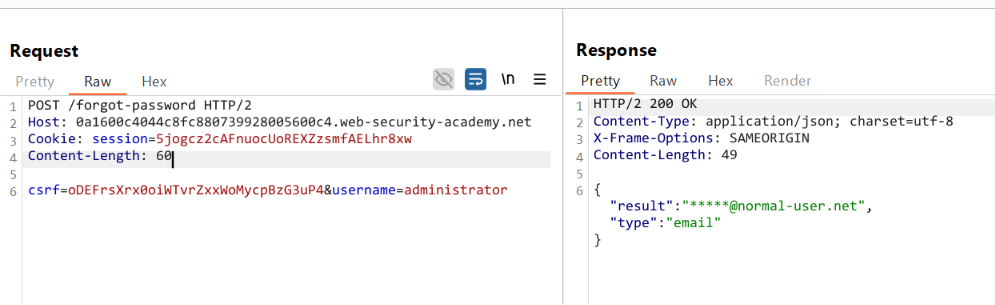 Request
Pretty Raw Hex
\n
1 POST /forgot-password HTTP/2
2 Host: 0a1600c4044c8fc880739928005600c4.web-security-academy.net
3 Cookie: session=5jogcz2cAFnuocUoREXZzsmfAELhr8xw
4 Content-Length: 60
5
6 csrf=oDEFrsXrx0oiWTvrZxxWoMycpBzG3uP4&username=administrator
Response
Pretty Raw Hex Render
1 HTTP/2 200 OK
2 Content-Type: application/json; charset=utf-8
3 X-Frame-Options: SAMEORIGIN
4 Content-Length: 49
5
6 {
"result":"*****@normal-user.net",
"type":"email"
}